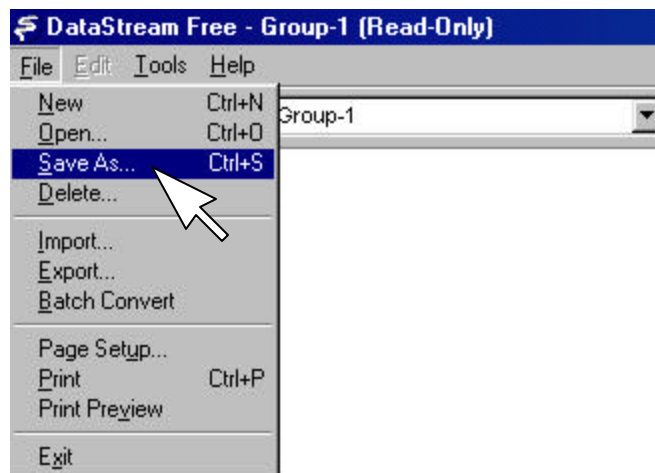 DataStream Free - Group-1 (Read-Only)
File Edit Tools Help
New Ctrl+N
Group-1
Open... Ctrl+O
Save As... Ctrl+S
Delete...
Import...
Export...
Batch Convert
Page Setup...
Print Ctrl+P
Print Preview
Exit